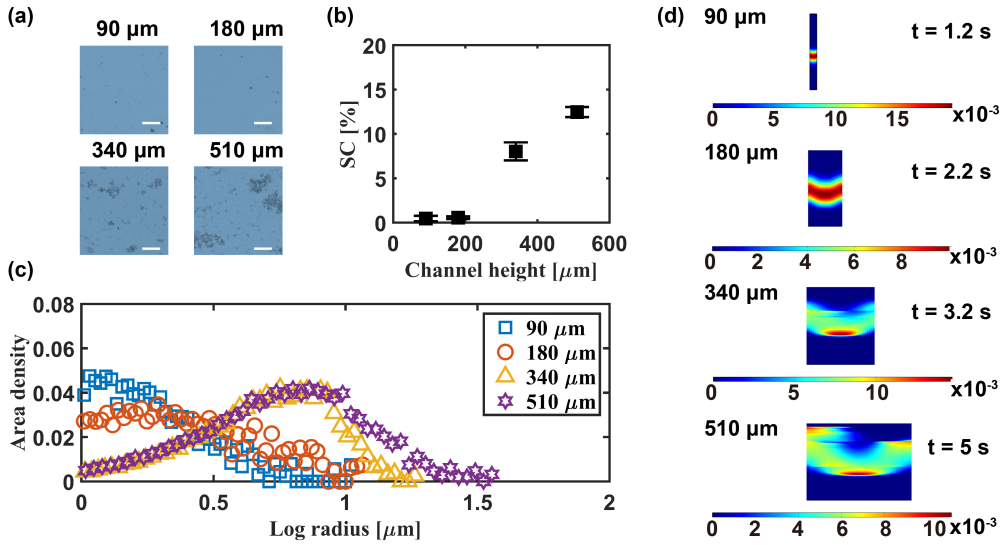 (a)
90 μm
180 μm
340 μm
510 μm
(b)
20
15
10
5
0
0
200
400
600
SC [%]
Channel height [μm]
(c)
0.08
0.06
0.04
0.02
0
0
0.5
1
1.5
2
Area density
Log radius [μm]
90 μm
180 μm
340 μm
510 μm
(d)
90 μm
t = 1.2 s
0 5 10 15 x10-3
180 μm
t = 2.2 s
0 2 4 6 8 x10-3
340 μm
t = 3.2 s
0 5 10 x10-3
510 μm
t = 5 s
0 2 4 6 8 10 x10-3